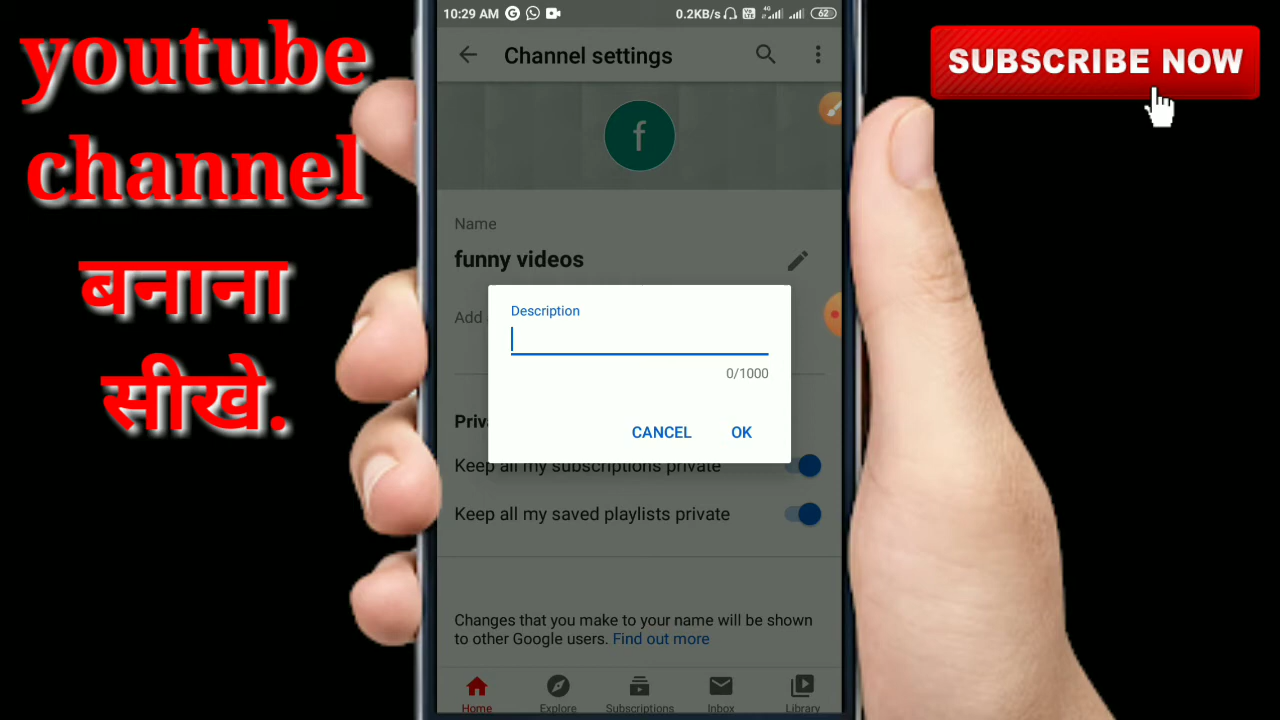 youtube
channel
बनाना
सीखे.
10:29 AM
0.2KB/s
4G
62
Channel settings
SUBSCRIBE NOW
f
Name
funny videos
Add
Description
0/1000
CANCEL
OK
Priva
Keep all my subscriptions private
Keep all my saved playlists private
Changes that you make to your name will be shown
to other Google users. Find out more
Home
Explore
Subscriptions
Inbox
Library